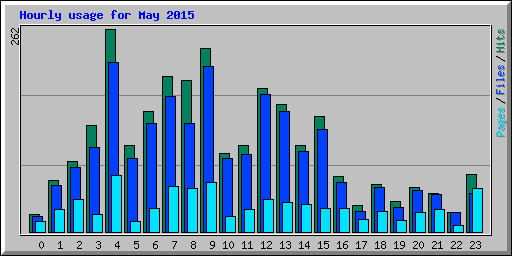 Hourly usage for May 2015
262
Pages / Files / Hits
0 1 2 3 4 5 6 7 8 9 10 11 12 13 14 15 16 17 18 19 20 21 22 23